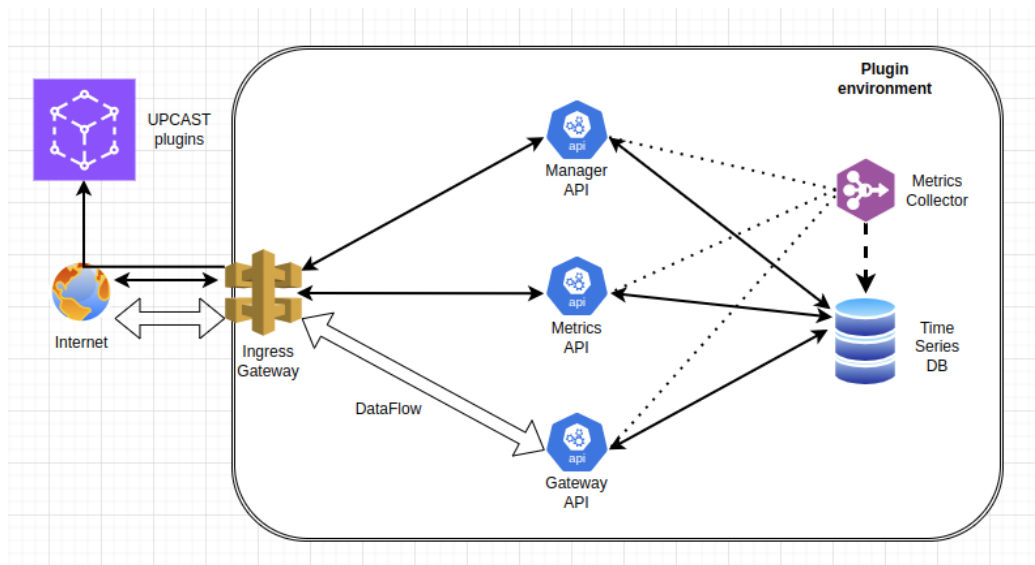 Plugin
environment
UPCAST
plugins
api
Manager
API
Metrics
Collector
Internet
Ingress
Gateway
api
Metrics
API
Time
Series
DB
DataFlow
api
Gateway
API